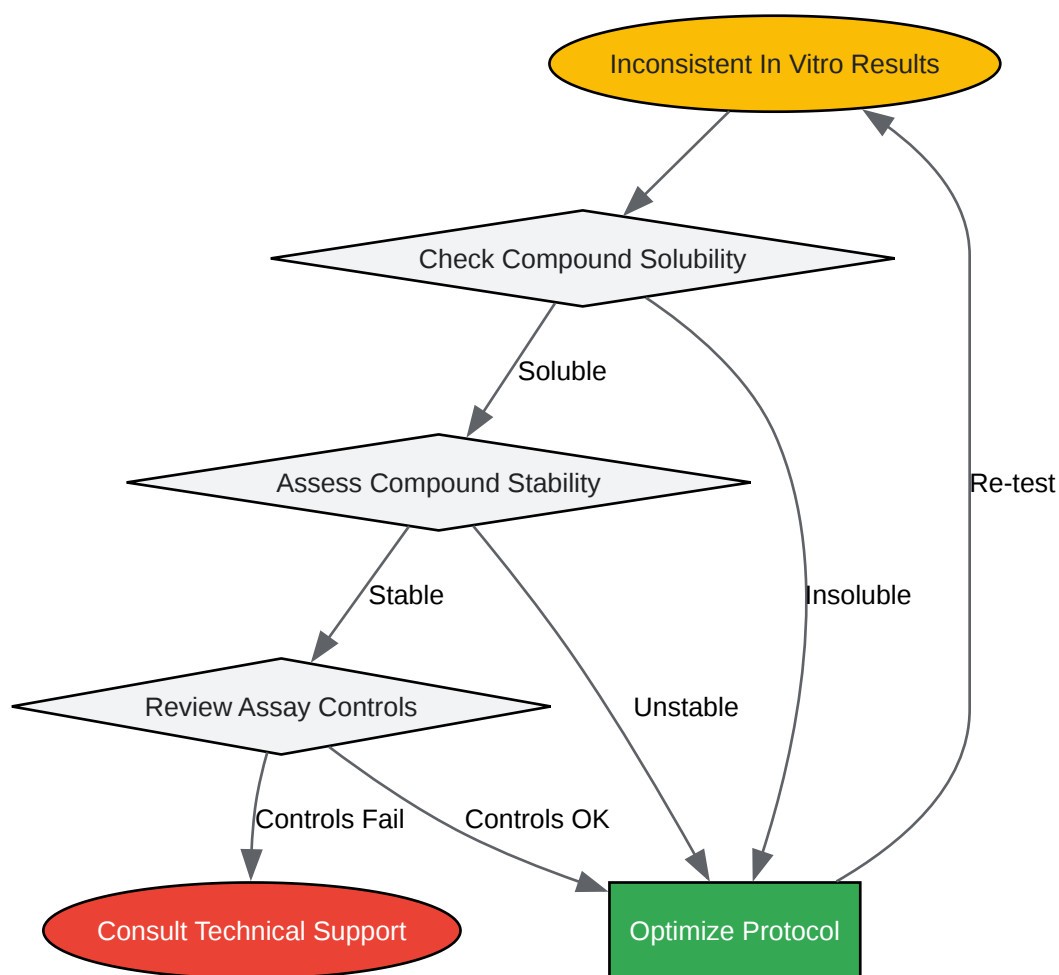 Inconsistent In Vitro Results
Check Compound Solubility
Soluble
Assess Compound Stability
Re-test
Stable
Insoluble
Review Assay Controls
Unstable
Controls Fail
Controls OK
Consult Technical Support
Optimize Protocol